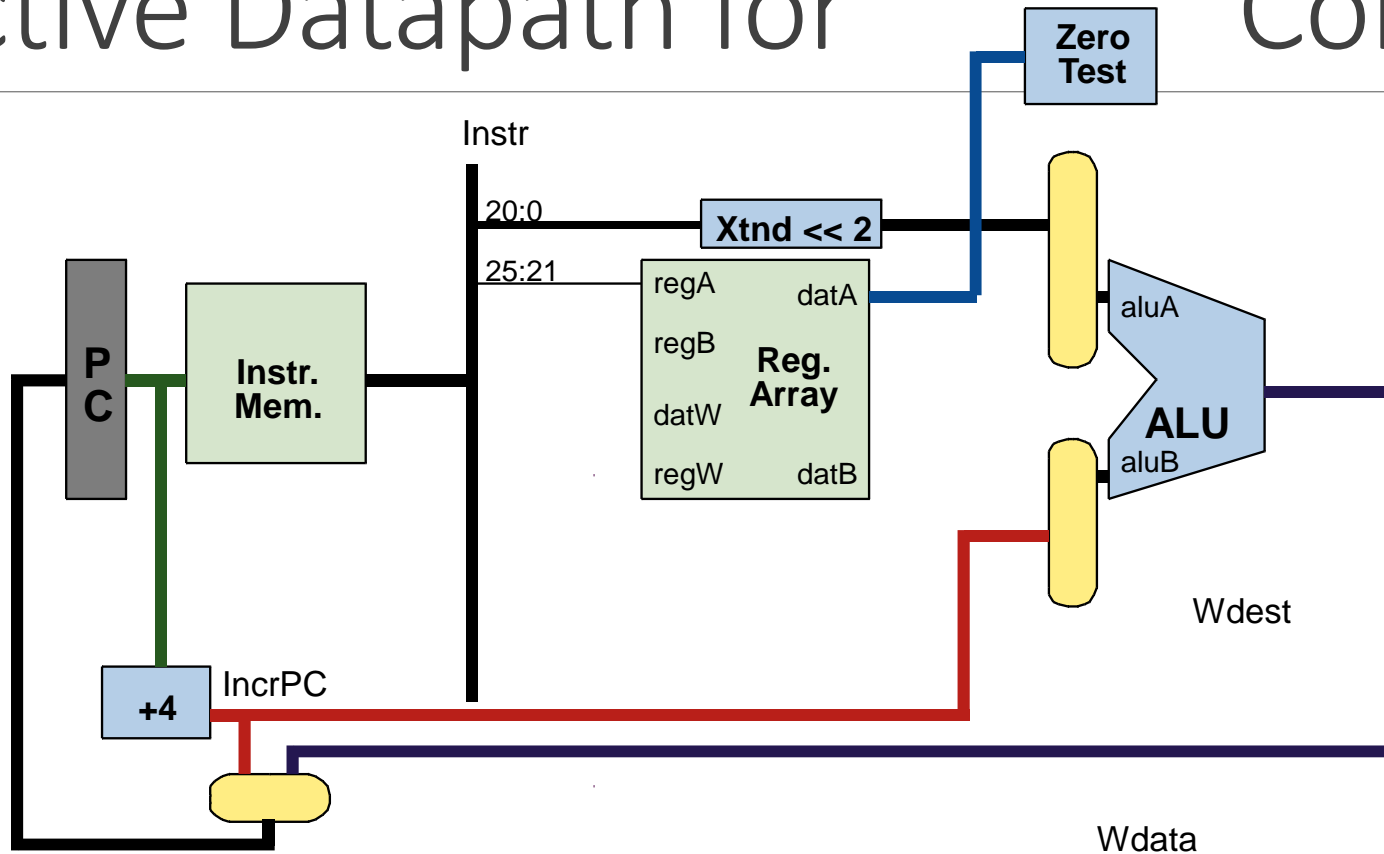 ctive Datapath for
Zero
Test
Instr
20:0
Xtnd << 2
25:21
regA
datA
aluA
P
C
Instr.
Mem.
regB
Reg.
Array
datW
ALU
regW
datB
aluB
Wdest
IncrPC
+4
Wdata